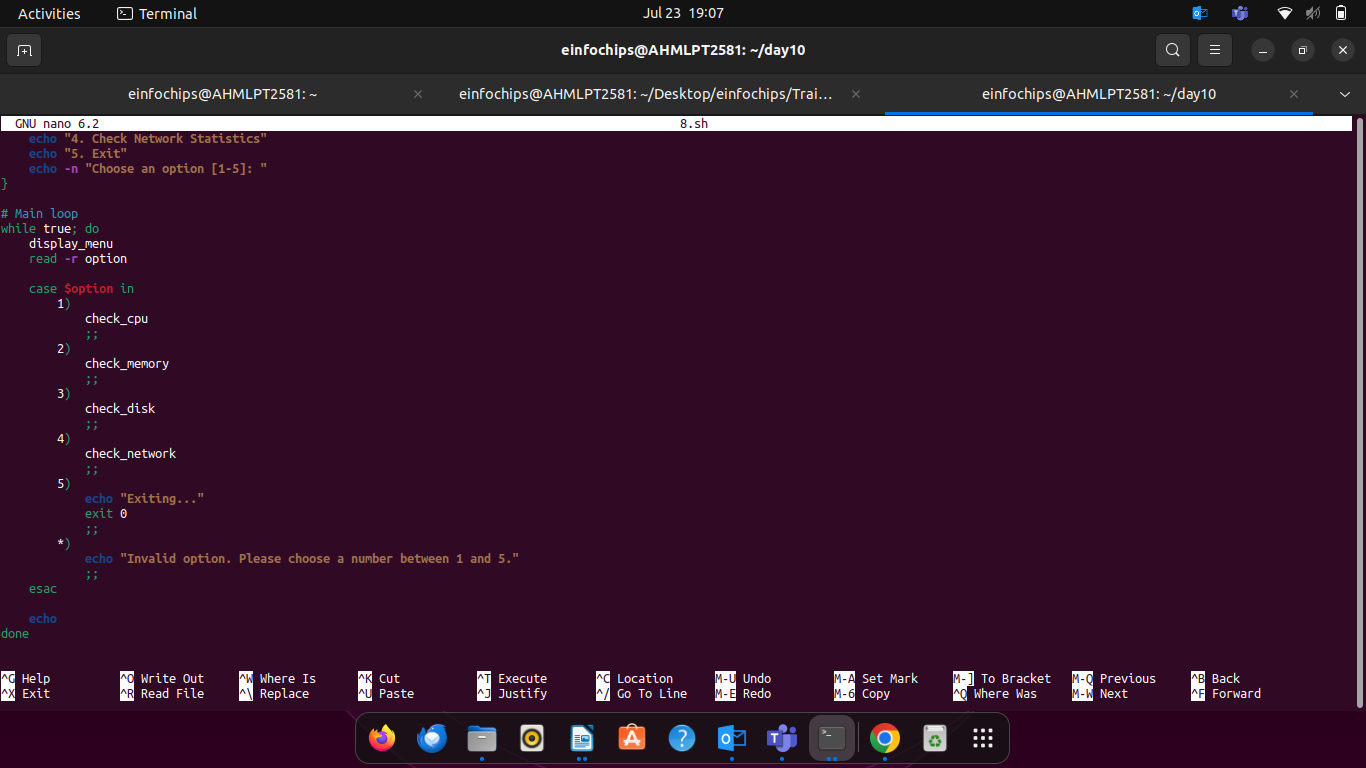 Activities Terminal Jul 23 19:07
einfochips@AHMLPT2581: ~/day10
einfochips@AHMLPT2581: ~ einfochips@AHMLPT2581: ~/Desktop/einfochips/Trai... einfochips@AHMLPT2581: ~/day10
GNU nano 6.2 8.sh
    echo "4. Check Network Statistics"
    echo "5. Exit"
    echo -n "Choose an option [1-5]: "
}
# Main loop
while true; do
    display_menu
    read -r option
    case $option in
        1)
            check_cpu
            ;;
        2)
            check_memory
            ;;
        3)
            check_disk
            ;;
        4)
            check_network
            ;;
        5)
            echo "Exiting..."
            exit 0
            ;;
        *)
            echo "Invalid option. Please choose a number between 1 and 5."
            ;;
    esac
    echo
done
^G Help ^O Write Out ^W Where Is ^K Cut ^T Execute ^C Location M-U Undo M-A Set Mark M-] To Bracket M-Q Previous ^B Back
^X Exit ^R Read File ^\ Replace ^U Paste ^J Justify ^/ Go To Line M-E Redo M-6 Copy ^Q Where Was M-W Next ^F Forward